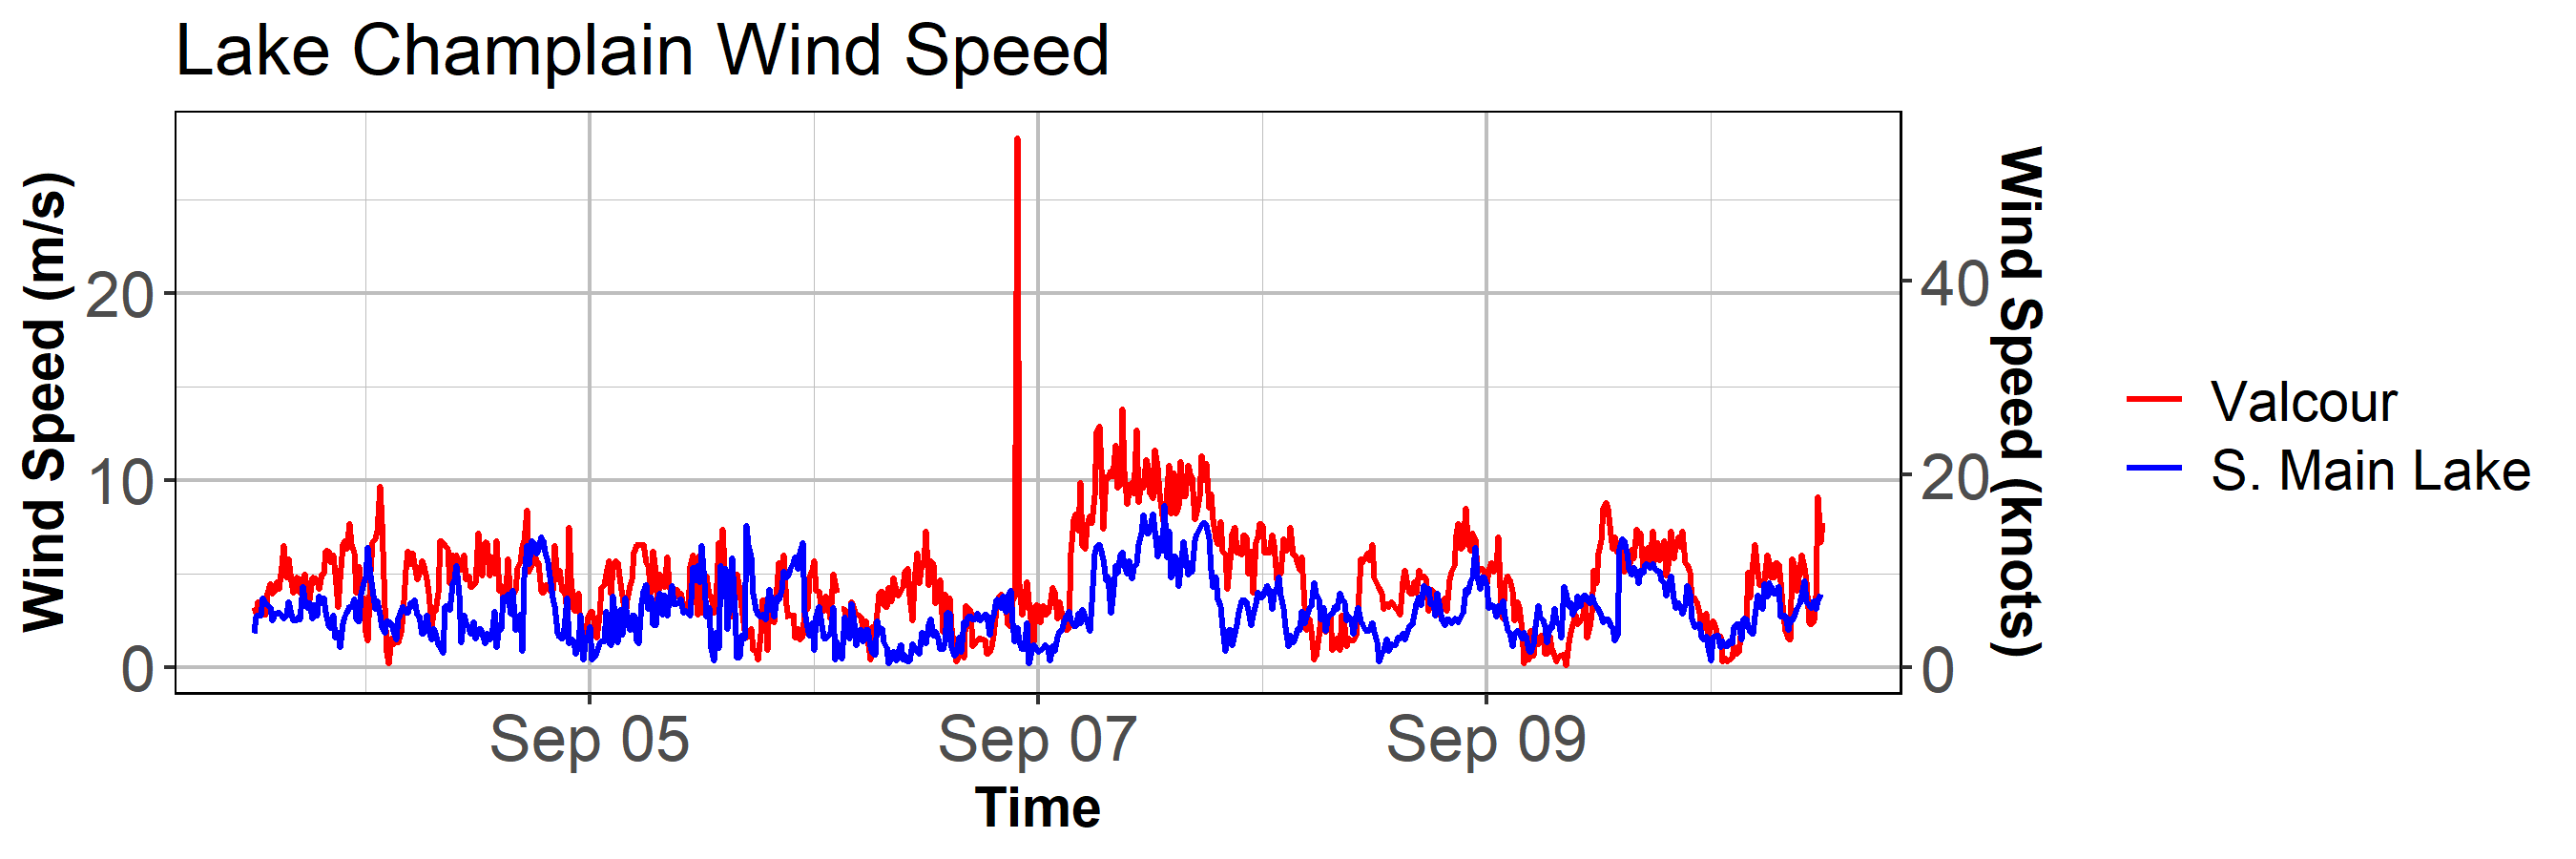 Lake Champlain Wind Speed
Wind Speed (m/s)
20
10
0
40
20
0
Wind Speed (knots)
Sep 05
Sep 07
Sep 09
Time
Valcour
S. Main Lake